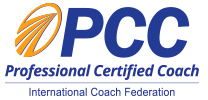 PCC
Professional Certified Coach
International Coach Federation